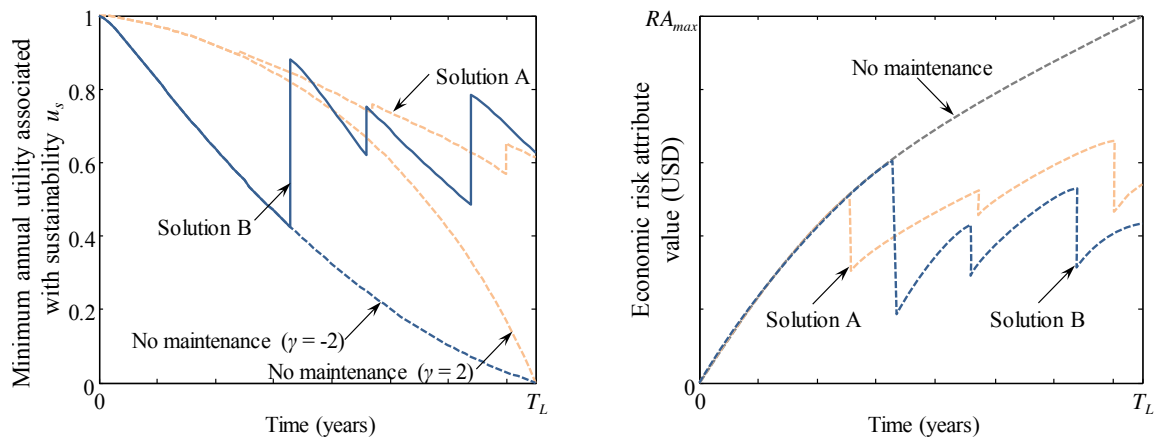 Minimum annual utility associated
with sustainability u_s
1
0.8
0.6
0.4
0.2
0
Solution A
Solution B
No maintenance (γ = -2)
No maintenance (γ = 2)
0
T_L
Time (years)
Economic risk attribute
value (USD)
RA_max
0
No maintenance
Solution A
Solution B
0
T_L
Time (years)